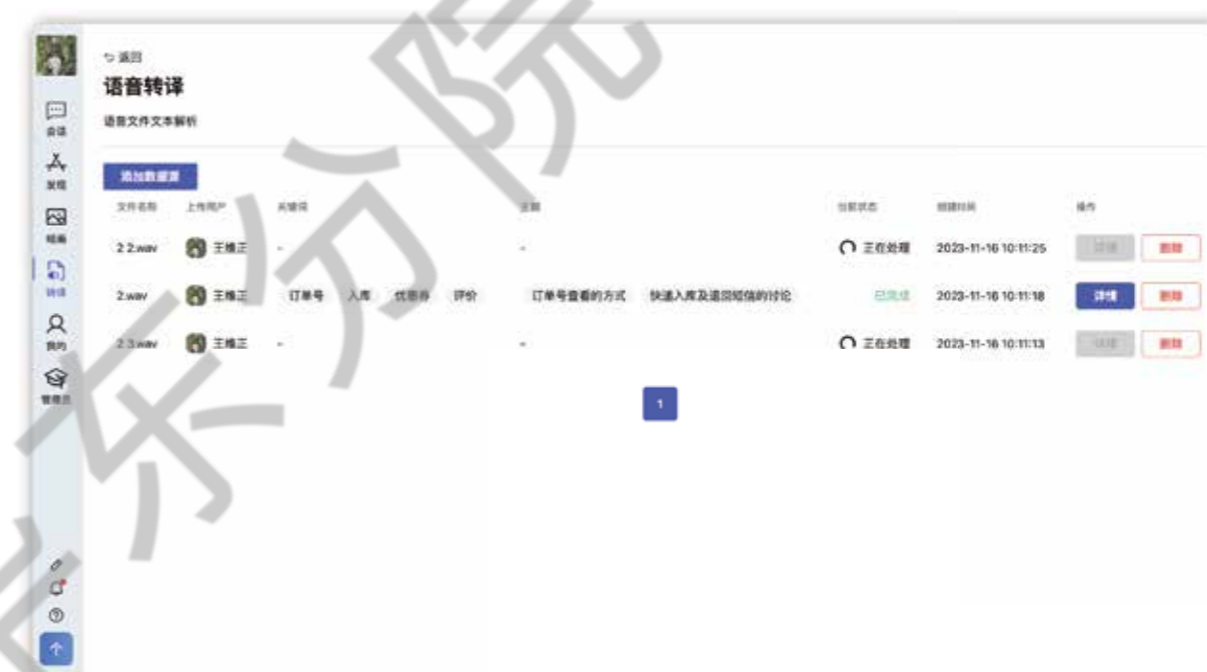 返回
语音转译
语音文件文本解析
会话
发现
绘画
转译
我的
管理员
添加数据源
文件名称 上传用户 关键词 主题 当前状态 创建时间 操作
2 2.wav 王维正 - - 正在处理 2023-11-16 10:11:25 详情 删除
2.wav 王维正 订单号 入库 优惠券 评价 订单号查看的方式 快递入库及退回短信的讨论 已完成 2023-11-16 10:11:18 详情 删除
2 3.wav 王维正 - - 正在处理 2023-11-16 10:11:13 详情 删除
1
东分院